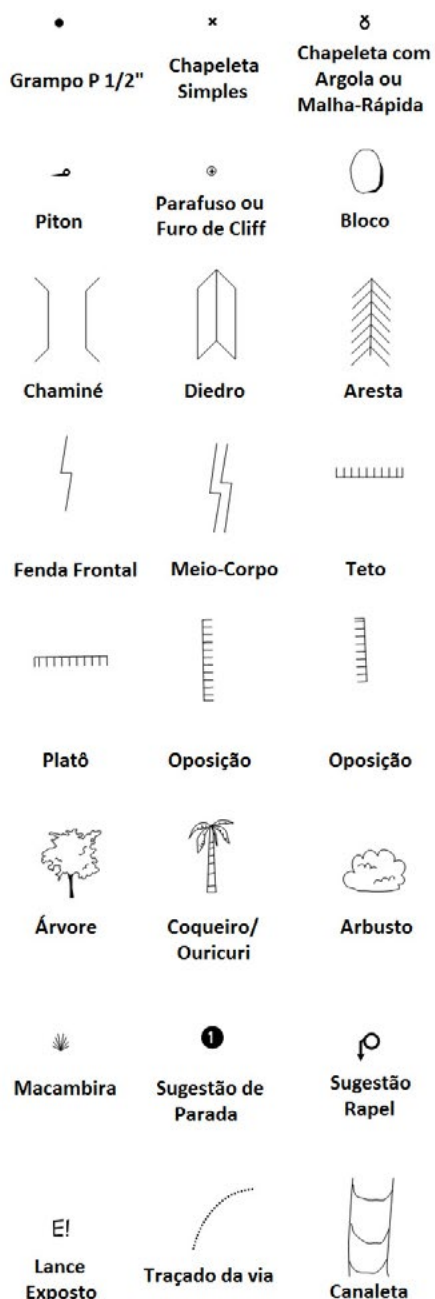 Grampo P 1/2"
Chapeleta
Simples
Chapeleta com
Argola ou
Malha-Rápida
Piton
Parafuso ou
Furo de Cliff
Bloco
Chaminé
Diedro
Aresta
Fenda Frontal
Meio-Corpo
Teto
Platô
Oposição
Oposição
Árvore
Coqueiro/
Ouricuri
Arbusto
Macambira
1
Sugestão de
Parada
Sugestão
Rapel
E!
Lance
Exposto
Traçado da via
Canaleta